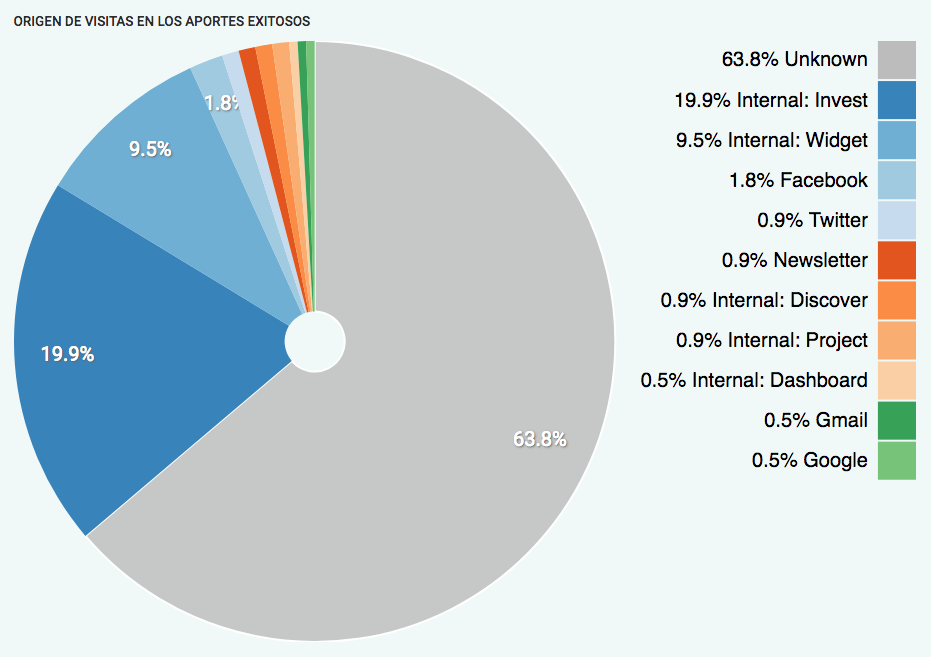 ORIGEN DE VISITAS EN LOS APORTES EXITOSOS
63.8% Unknown
19.9% Internal: Invest
9.5% Internal: Widget
1.8% Facebook
0.9% Twitter
0.9% Newsletter
0.9% Internal: Discover
0.9% Internal: Project
0.5% Internal: Dashboard
0.5% Gmail
0.5% Google
1.8%
9.5%
19.9%
63.8%